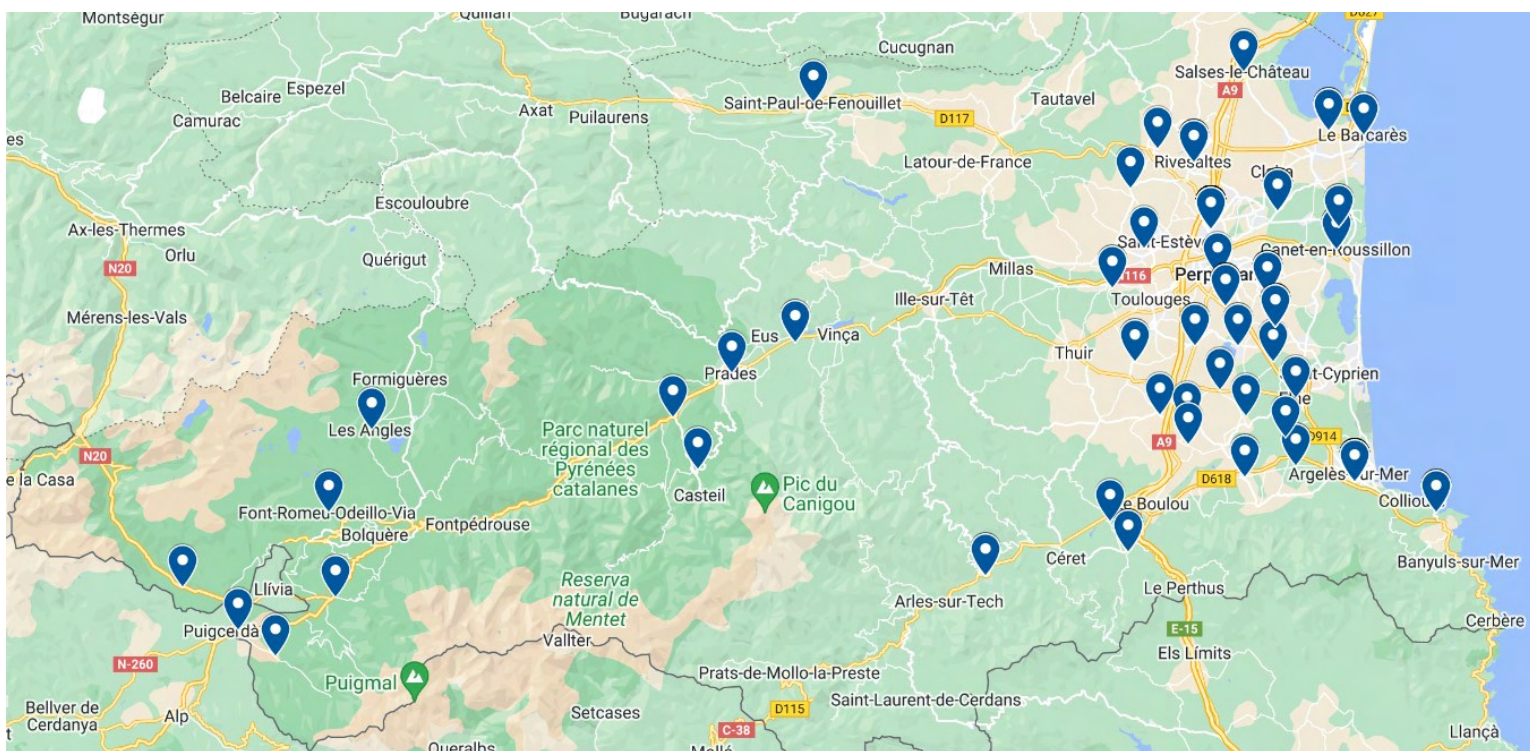 Montségur
Quillan
Bugarach
D627
Cucugnan
Salses-le-Château
Belcaire
Espezel
Saint-Paul-de-Fenouillet
Tautavel
A9
Camurac
Axat
Puilaurens
D117
es
Le Barcarès
Latour-de-France
Rivesaltes
Escouloubre
Ax-les-Thermes
Orlu
Quérigut
Canet-en-Roussillon
N20
Millas
Ille-sur-Têt
Toulouges
Mérens-les-Vals
Eus
Vinça
Thuir
Prades
Formiguères
Les Angles
Parc naturel
régional des
Pyrénées
catalanes
N20
A9
D914
e la Casa
Pic du
Canigou
Casteil
D618
Argelès-sur-Mer
Font-Romeu-Odeillo-Via
Fontpédrouse
Bolquère
Céret
Banyuls-sur-Mer
Llívia
Reserva
natural de
Mentet
Le Perthus
Arles-sur-Tech
Cerbère
Puigcerdà
Vallter
E-15
N-260
Els Límits
Puigmal
Prats-de-Mollo-la-Preste
Saint-Laurent-de-Cerdans
Bellver de
Cerdanya
Alp
Setcases
D115
C-38
Llançà
t
Queralbs